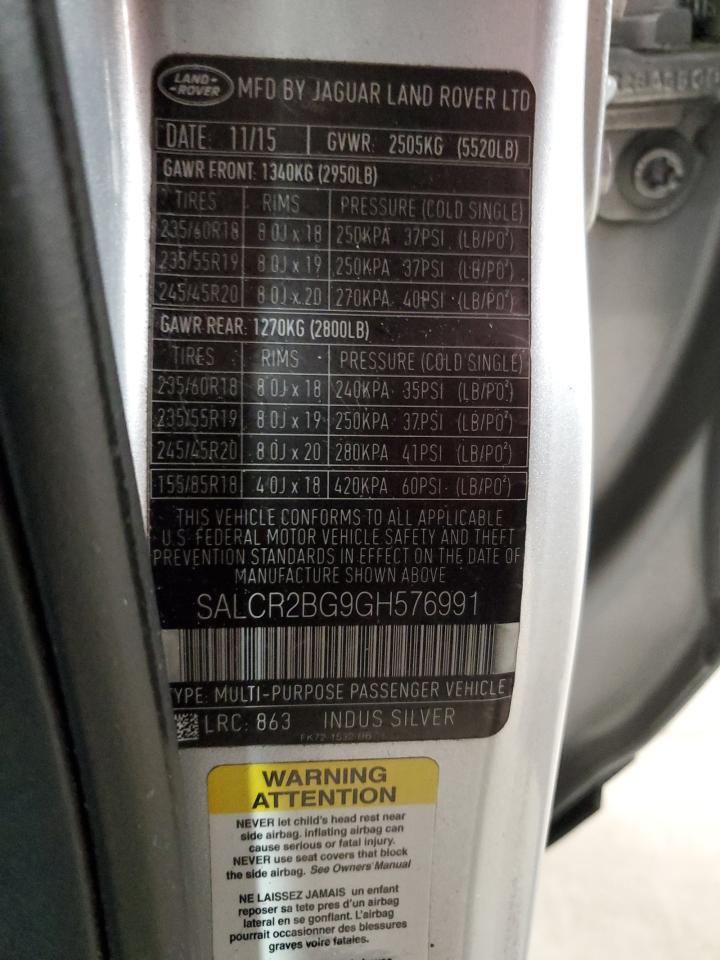 LAND-
-ROVER
MFD BY JAGUAR LAND ROVER LTD
DATE: 11/15 GVWR: 2505KG (5520LB)
GAWR FRONT: 1340KG (2950LB)
TIRES RIMS PRESSURE (COLD SINGLE)
235/60R18 8.0J x 18 250KPA 37PSI (LB/PO²)
235/55R19 8.0J x 19 250KPA 37PSI (LB/PO²)
245/45R20 8.0J x 20 270KPA 40PSI (LB/PO²)
GAWR REAR: 1270KG (2800LB)
TIRES RIMS PRESSURE (COLD SINGLE)
235/60R18 8.0J x 18 240KPA 35PSI (LB/PO²)
235/55R19 8.0J x 19 250KPA 37PSI (LB/PO²)
245/45R20 8.0J x 20 280KPA 41PSI (LB/PO²)
155/85R18 4.0J x 18 420KPA 60PSI (LB/PO²)
THIS VEHICLE CONFORMS TO ALL APPLICABLE
U.S. FEDERAL MOTOR VEHICLE SAFETY AND THEFT
PREVENTION STANDARDS IN EFFECT ON THE DATE OF
MANUFACTURE SHOWN ABOVE
SALCR2BG9GH576991
TYPE: MULTI-PURPOSE PASSENGER VEHICLE
LRC: 863 INDUS SILVER
WARNING
ATTENTION
NEVER let child's head rest near
side airbag. inflating airbag can
cause serious or fatal injury.
NEVER use seat covers that block
the side airbag. See Owners Manual
NE LAISSEZ JAMAIS un enfant
reposer sa tete pres d'un airbag
lateral en se gonflant. L'airbag
pourrait occasionner des blessures
graves voire fatales.